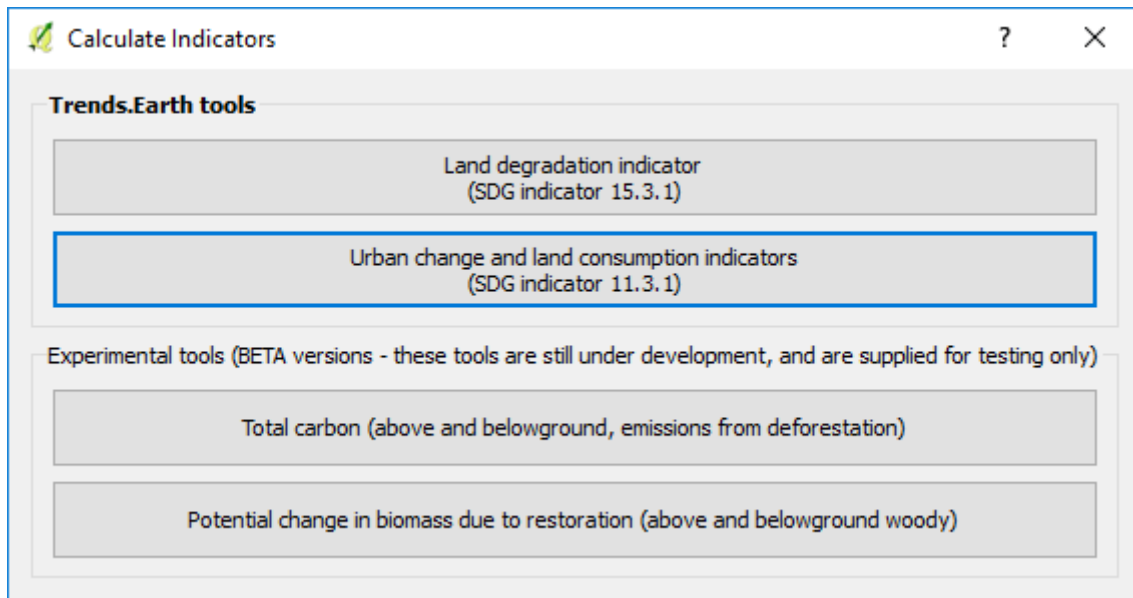 Calculate Indicators
Trends.Earth tools
Land degradation indicator
(SDG indicator 15.3.1)
Urban change and land consumption indicators
(SDG indicator 11.3.1)
Experimental tools (BETA versions - these tools are still under development, and are supplied for testing only)
Total carbon (above and belowground, emissions from deforestation)
Potential change in biomass due to restoration (above and belowground woody)